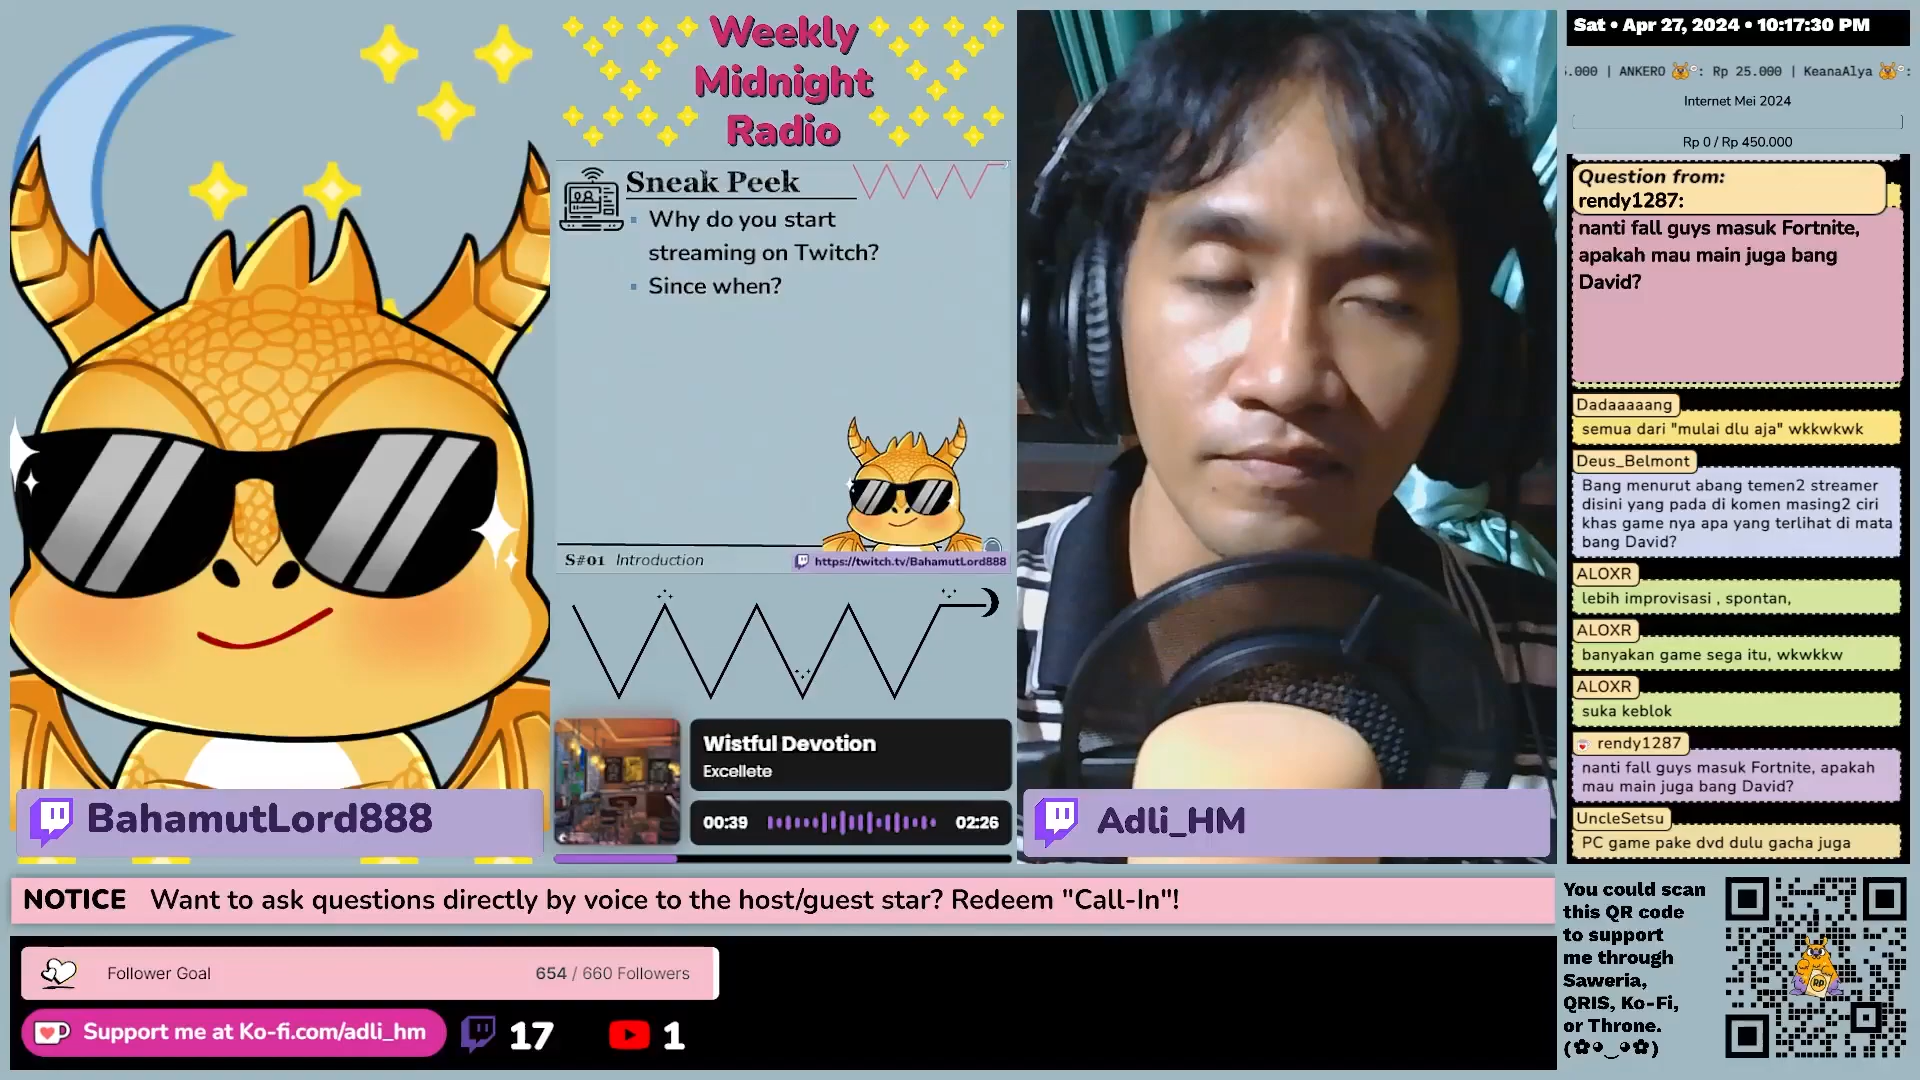 Weekly
Midnight
Radio
Sneak Peek
Why do you start
streaming on Twitch?
Since when?
S#01 Introduction
https://twitch.tv/BahamutLord888
Wistful Devotion
Excellete
00:39
02:26
BahamutLord888
Adli_HM
Sat • Apr 27, 2024 • 10:17:30 PM
.000 | ANKERO : Rp 25.000 | KeanaAlya :
Internet Mei 2024
Rp 0 / Rp 450.000
Question from:
rendy1287:
nanti fall guys masuk Fortnite,
apakah mau main juga bang
David?
Dadaaaaang
semua dari "mulai dlu aja" wkkwkwk
Deus_Belmont
Bang menurut abang temen2 streamer
disini yang pada di komen masing2 ciri
khas game nya apa yang terlihat di mata
bang David?
ALOXR
lebih improvisasi , spontan,
ALOXR
banyakan game sega itu, wkwkkw
ALOXR
suka keblok
rendy1287
nanti fall guys masuk Fortnite, apakah
mau main juga bang David?
UncleSetsu
PC game pake dvd dulu gacha juga
NOTICE Want to ask questions directly by voice to the host/guest star? Redeem "Call-In"!
Follower Goal
654 / 660 Followers
Support me at Ko-fi.com/adli_hm
17
1
You could scan
this QR code
to support
me through
Saweria,
QRIS, Ko-Fi,
or Throne.
(✿◕‿◕✿)
RP